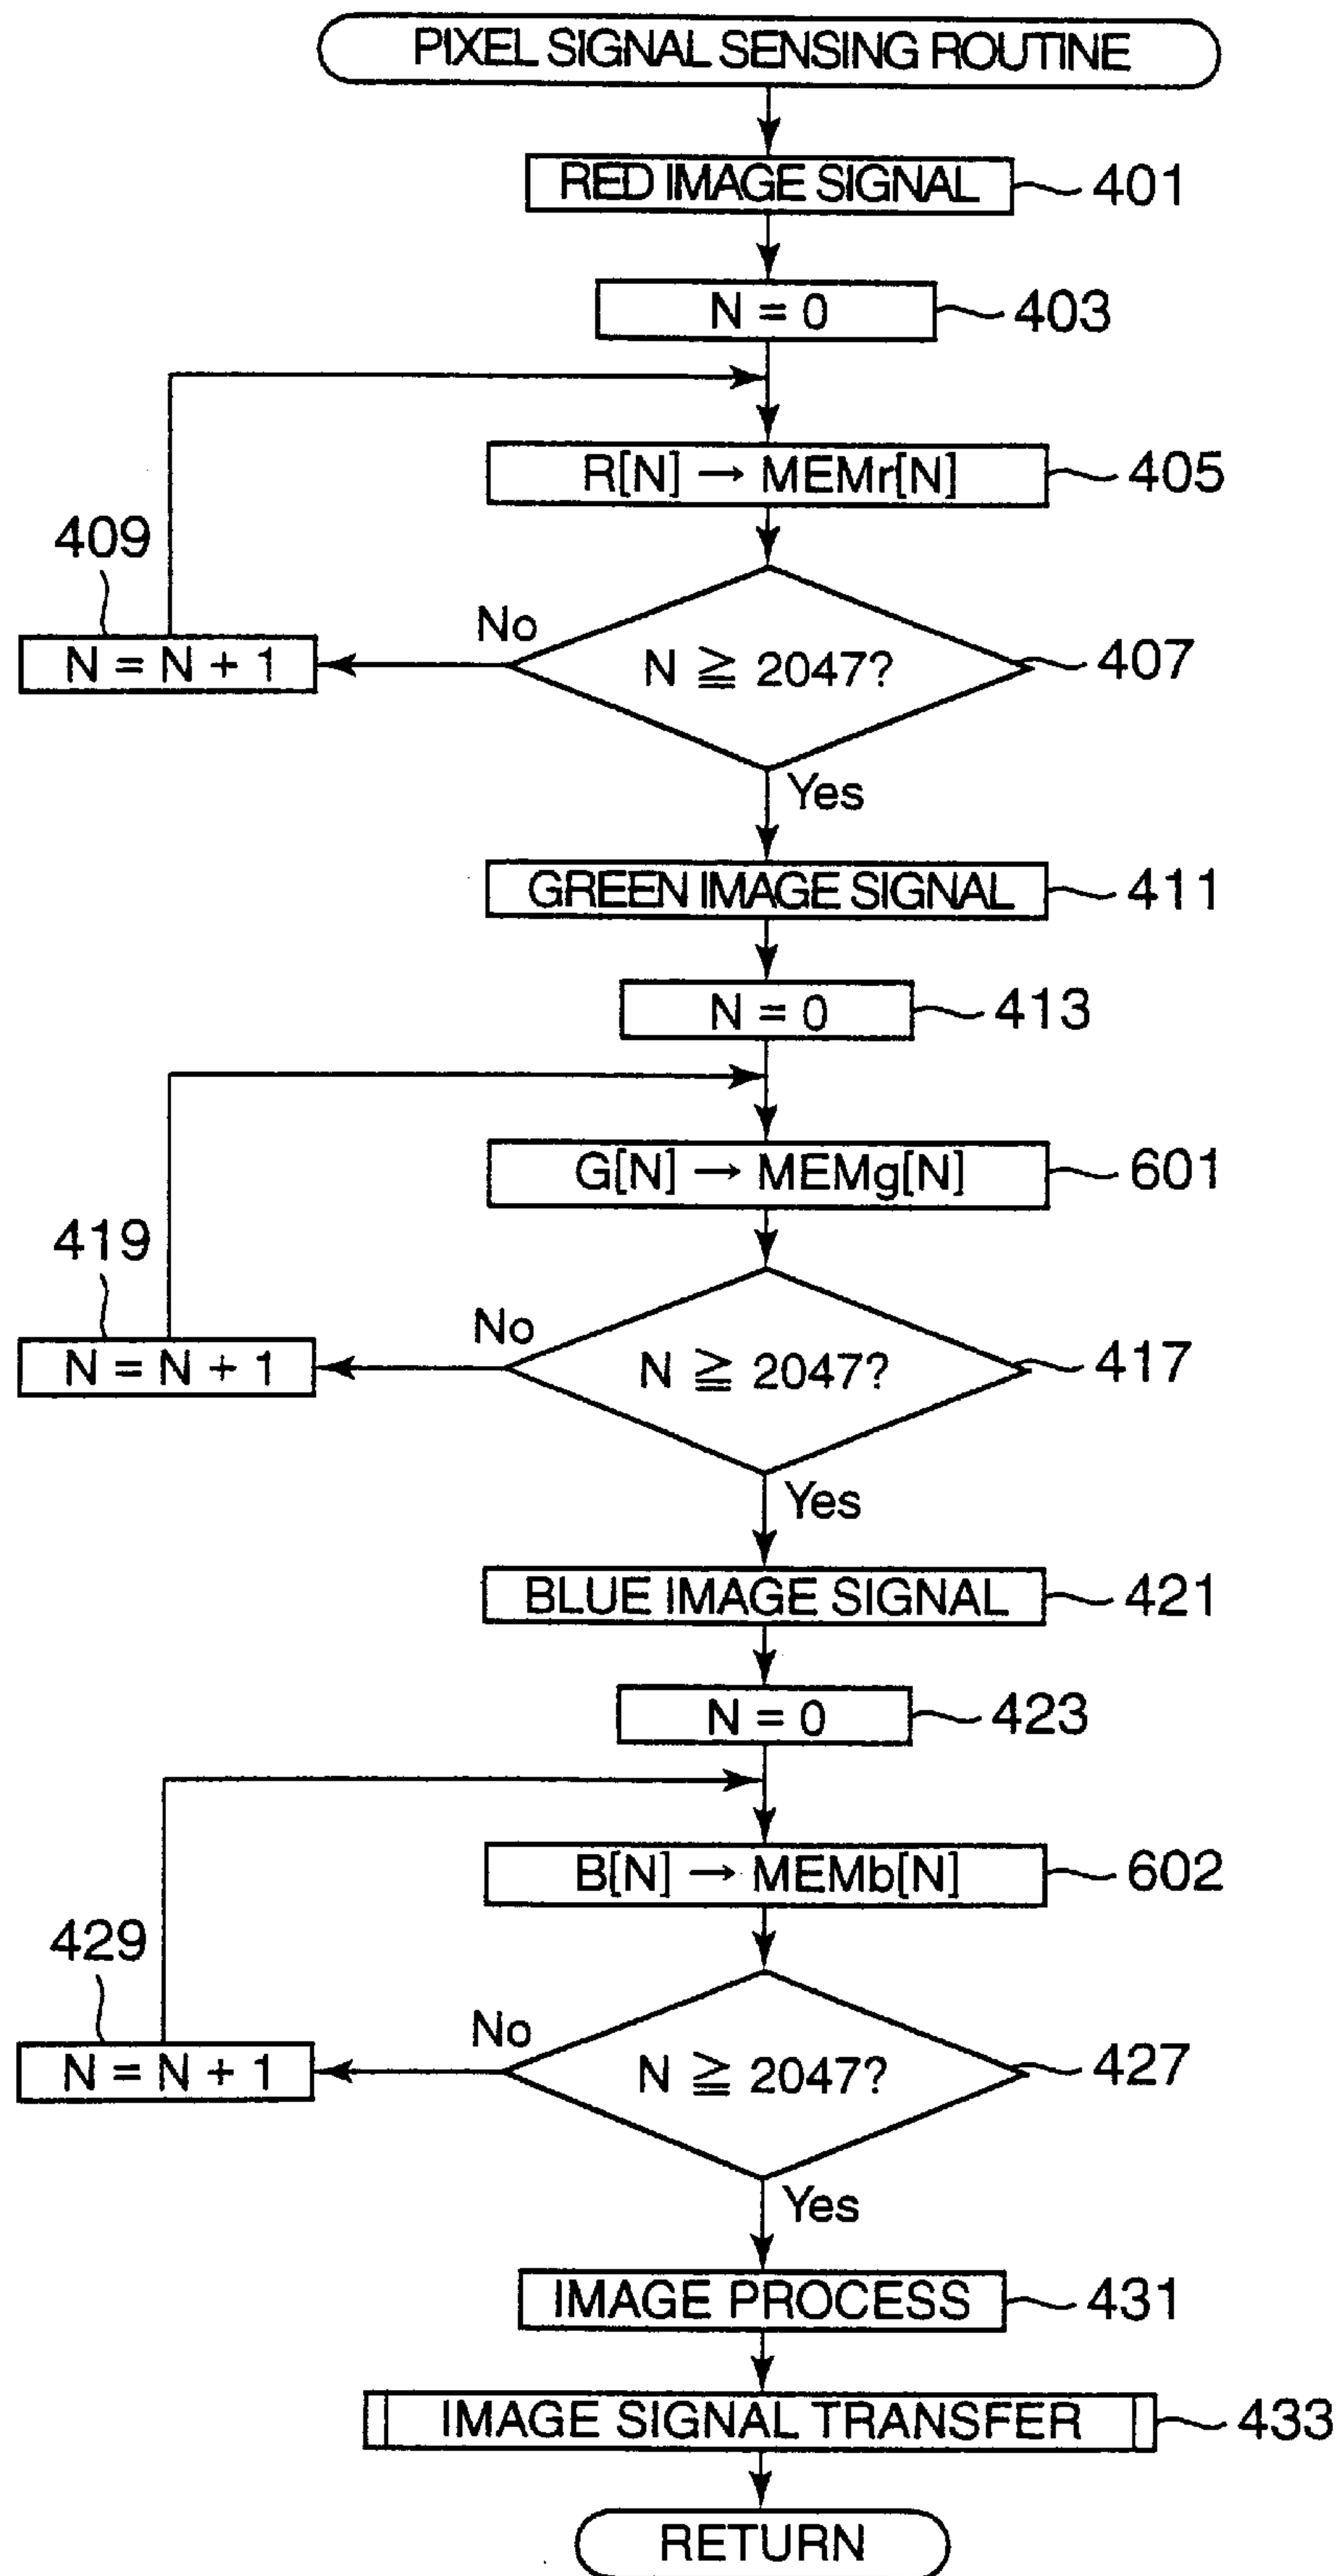 PIXEL SIGNAL SENSING ROUTINE
RED IMAGE SIGNAL 401
N = 0 403
R[N] → MEMr[N] 405
409
No
N = N + 1
N ≧ 2047? 407
Yes
GREEN IMAGE SIGNAL 411
N = 0 413
G[N] → MEMg[N] 601
419
No
N = N + 1
N ≧ 2047? 417
Yes
BLUE IMAGE SIGNAL 421
N = 0 423
B[N] → MEMb[N] 602
429
No
N = N + 1
N ≧ 2047? 427
Yes
IMAGE PROCESS 431
IMAGE SIGNAL TRANSFER 433
RETURN